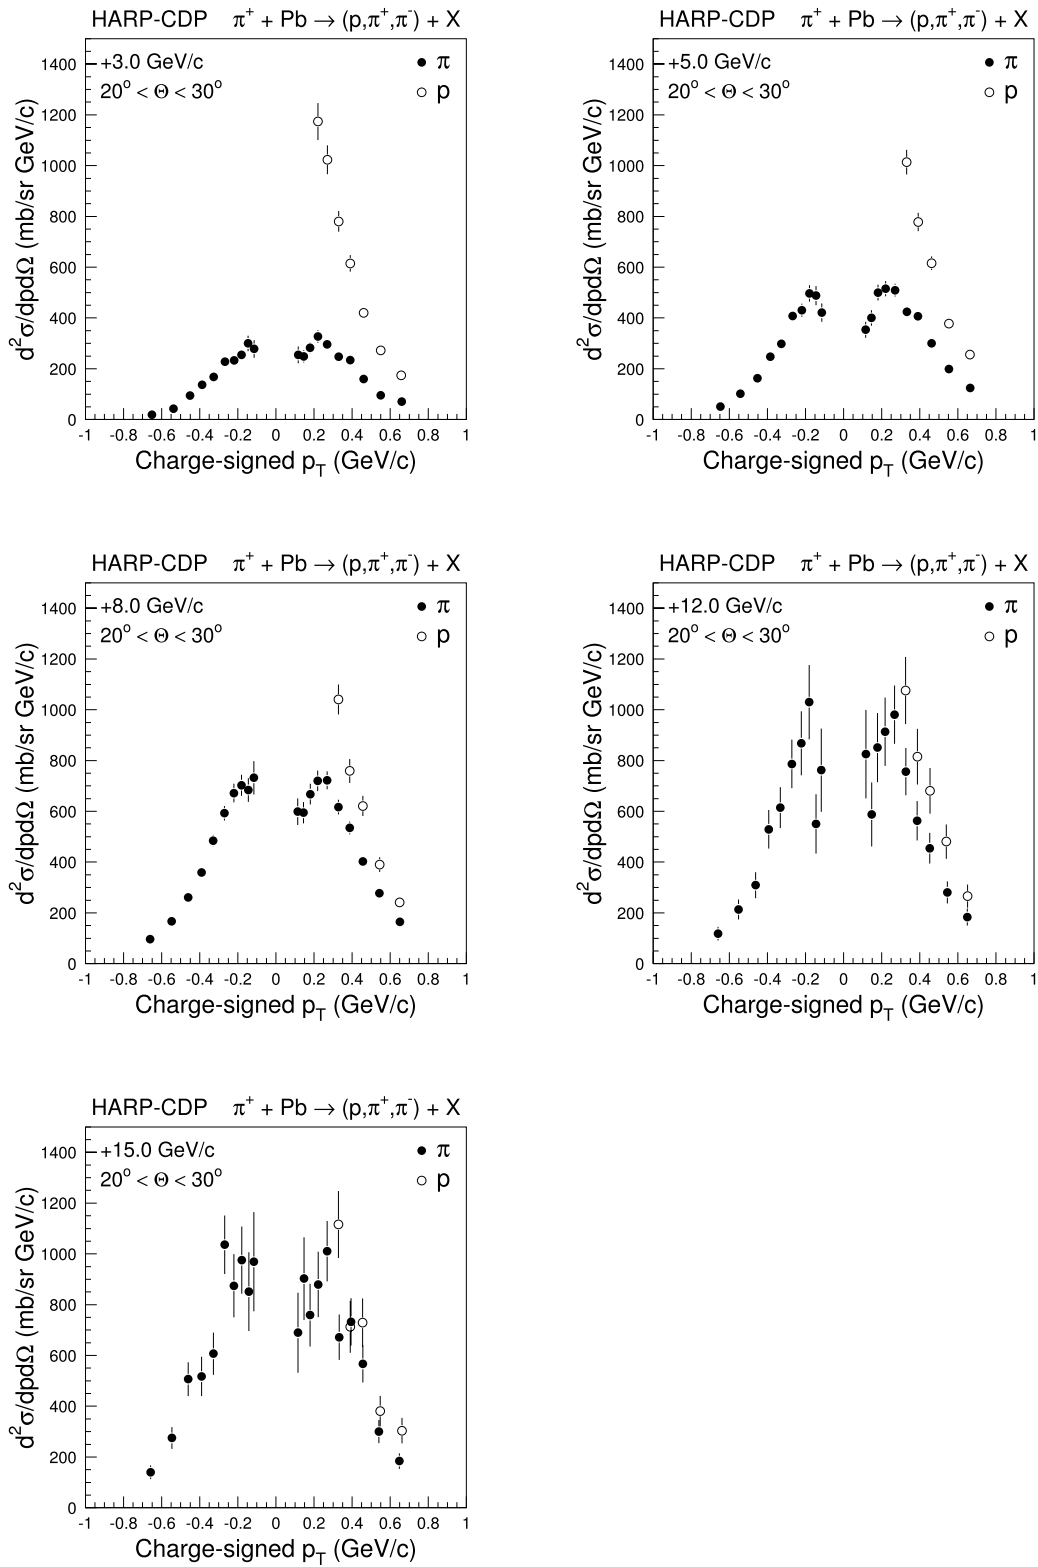 HARP-CDP π⁺ + Pb → (p,π⁺,π⁻) + X
+3.0 GeV/c
20° < Θ < 30°
π
p
1400
1200
1000
800
600
400
200
0
d²σ/dpdΩ (mb/sr GeV/c)
-1 -0.8 -0.6 -0.4 -0.2 0 0.2 0.4 0.6 0.8 1
Charge-signed p_T (GeV/c)
HARP-CDP π⁺ + Pb → (p,π⁺,π⁻) + X
+5.0 GeV/c
20° < Θ < 30°
π
p
1400
1200
1000
800
600
400
200
0
d²σ/dpdΩ (mb/sr GeV/c)
-1 -0.8 -0.6 -0.4 -0.2 0 0.2 0.4 0.6 0.8 1
Charge-signed p_T (GeV/c)
HARP-CDP π⁺ + Pb → (p,π⁺,π⁻) + X
+8.0 GeV/c
20° < Θ < 30°
π
p
1400
1200
1000
800
600
400
200
0
d²σ/dpdΩ (mb/sr GeV/c)
-1 -0.8 -0.6 -0.4 -0.2 0 0.2 0.4 0.6 0.8 1
Charge-signed p_T (GeV/c)
HARP-CDP π⁺ + Pb → (p,π⁺,π⁻) + X
+12.0 GeV/c
20° < Θ < 30°
π
p
1400
1200
1000
800
600
400
200
0
d²σ/dpdΩ (mb/sr GeV/c)
-1 -0.8 -0.6 -0.4 -0.2 0 0.2 0.4 0.6 0.8 1
Charge-signed p_T (GeV/c)
HARP-CDP π⁺ + Pb → (p,π⁺,π⁻) + X
+15.0 GeV/c
20° < Θ < 30°
π
p
1400
1200
1000
800
600
400
200
0
d²σ/dpdΩ (mb/sr GeV/c)
-1 -0.8 -0.6 -0.4 -0.2 0 0.2 0.4 0.6 0.8 1
Charge-signed p_T (GeV/c)